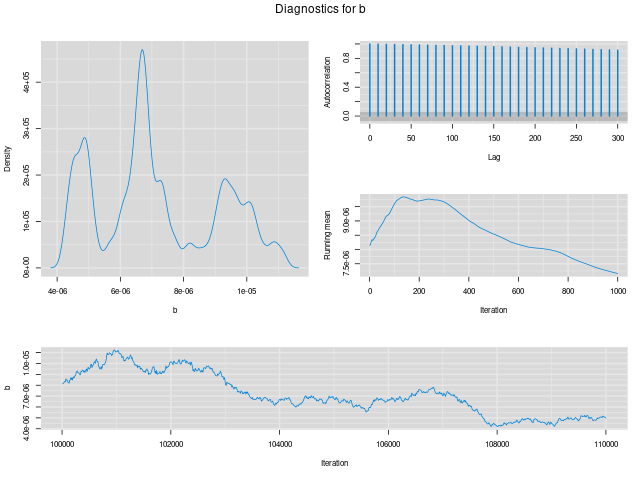 Diagnostics for b
Density
0e+00 1e+05 2e+05 3e+05 4e+05
4e-06 6e-06 8e-06 1e-05
b
Autocorrelation
0.0 0.4 0.8
0 50 100 150 200 250 300
Lag
Running mean
7.5e-06 9.0e-06
0 200 400 600 800 1000
Iteration
b
4.0e-06 7.0e-06 1.0e-05
100000 102000 104000 106000 108000 110000
Iteration